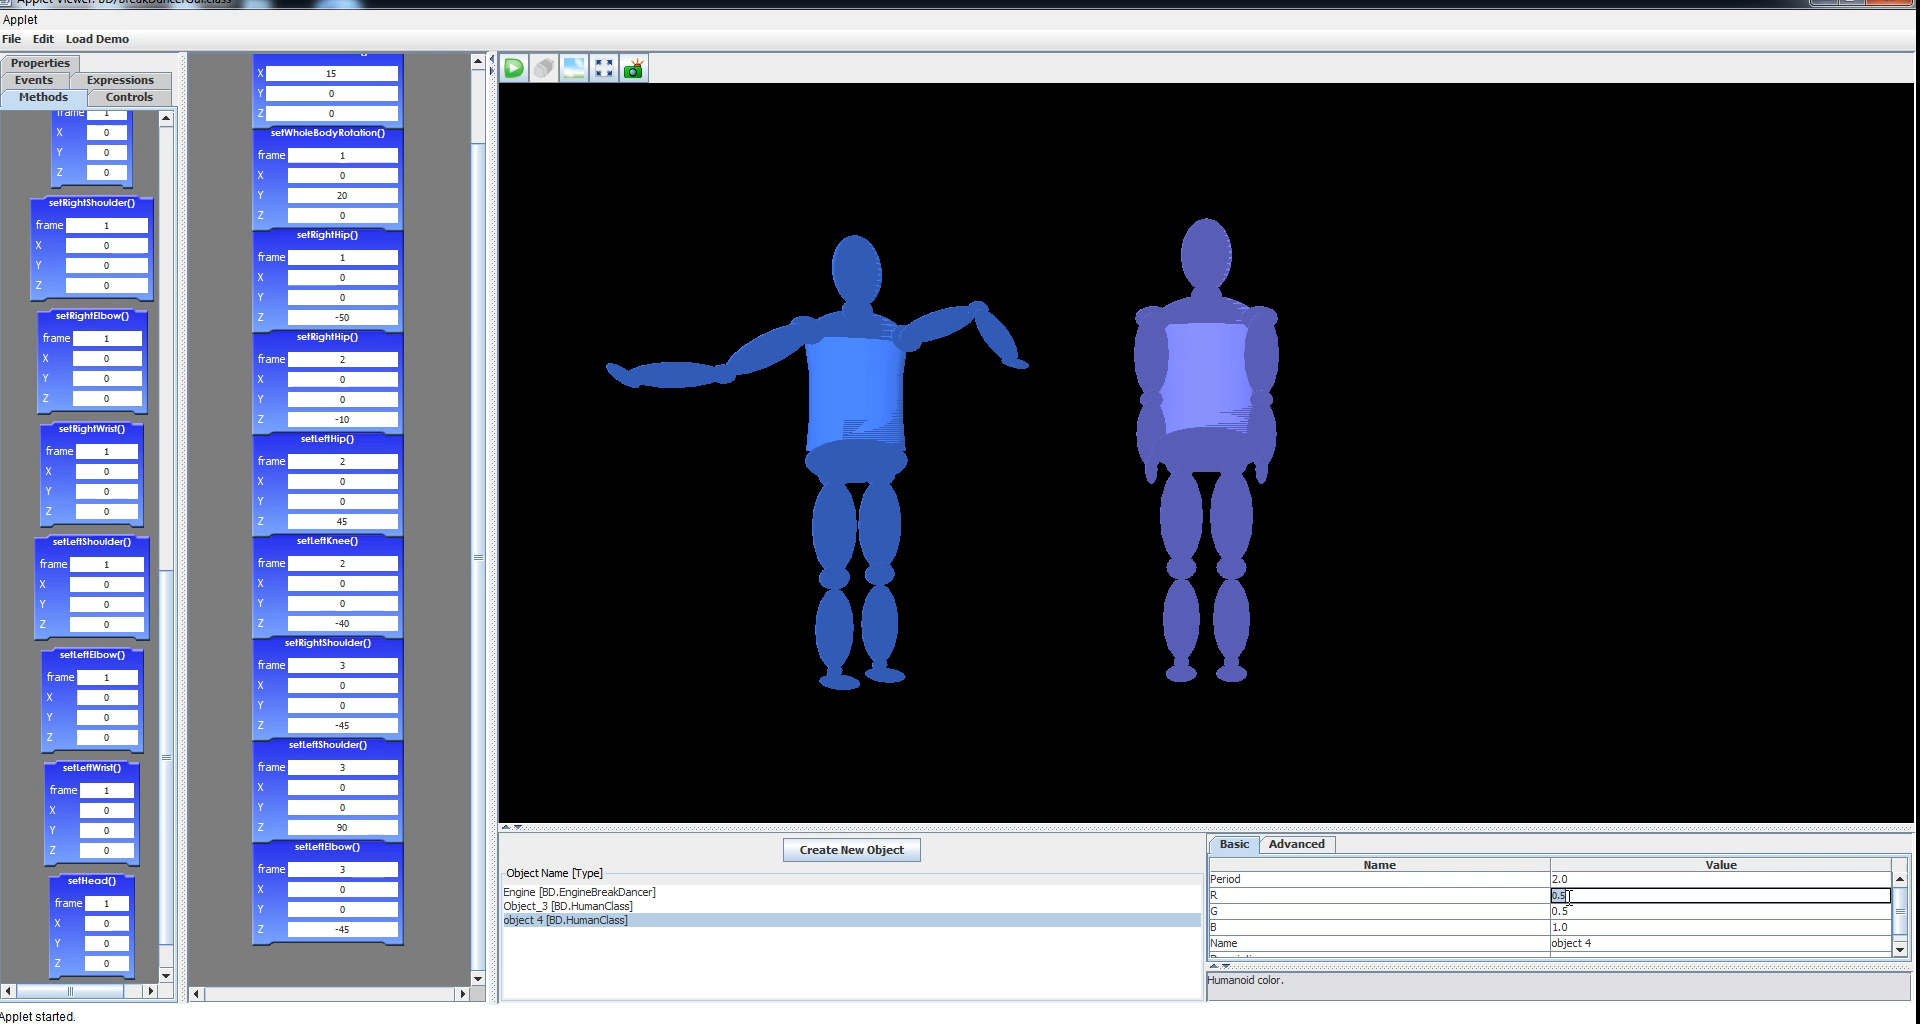 Applet Viewer: BD/BreakDancerGui.class
Applet
File Edit Load Demo
Properties
Events Expressions
Methods Controls
frame 1
X 0
Y 0
Z 0
setRightShoulder()
frame 1
X 0
Y 0
Z 0
setRightElbow()
frame 1
X 0
Y 0
Z 0
setRightWrist()
frame 1
X 0
Y 0
Z 0
setLeftShoulder()
frame 1
X 0
Y 0
Z 0
setLeftElbow()
frame 1
X 0
Y 0
Z 0
setLeftWrist()
frame 1
X 0
Y 0
Z 0
setHead()
frame 1
X 0
Y 0
Z 0
X 15
Y 0
Z 0
setWholeBodyRotation()
frame 1
X 0
Y 20
Z 0
setRightHip()
frame 1
X 0
Y 0
Z -50
setRightHip()
frame 2
X 0
Y 0
Z -10
setLeftHip()
frame 2
X 0
Y 0
Z 45
setLeftKnee()
frame 2
X 0
Y 0
Z -40
setRightShoulder()
frame 3
X 0
Y 0
Z -45
setLeftShoulder()
frame 3
X 0
Y 0
Z 90
setLeftElbow()
frame 3
X 0
Y 0
Z -45
Create New Object
Object Name [Type]
Engine [BD.EngineBreakDancer]
Object_3 [BD.HumanClass]
object 4 [BD.HumanClass]
Basic Advanced
Name Value
Period 2.0
R 0.5
G 0.5
B 1.0
Name object 4
Humanoid color.
Applet started.